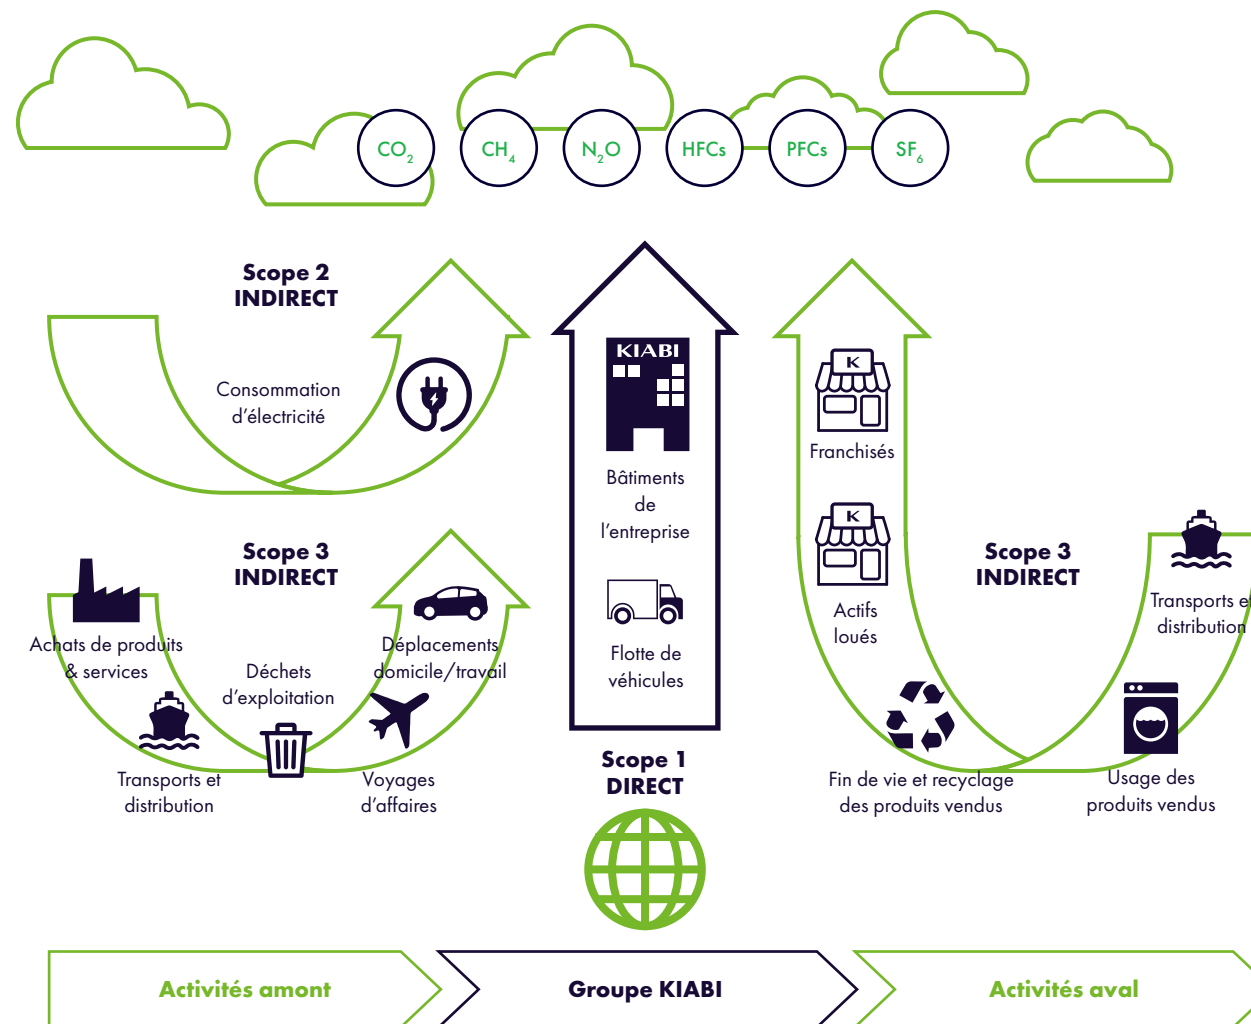 CO₂
CH₄
N₂O
HFCs
PFCs
SF₆
Scope 2
INDIRECT
Consommation
d'électricité
Scope 3
INDIRECT
Achats de produits
& services
Transports et
distribution
Déchets
d'exploitation
Voyages
d'affaires
Déplacements
domicile/travail
KIABI
Bâtiments
de
l'entreprise
Flotte de
véhicules
Scope 1
DIRECT
K
Franchisés
K
Actifs
loués
Scope 3
INDIRECT
Fin de vie et recyclage
des produits vendus
Usage des
produits vendus
Transports et
distribution
Activités amont
Groupe KIABI
Activités aval